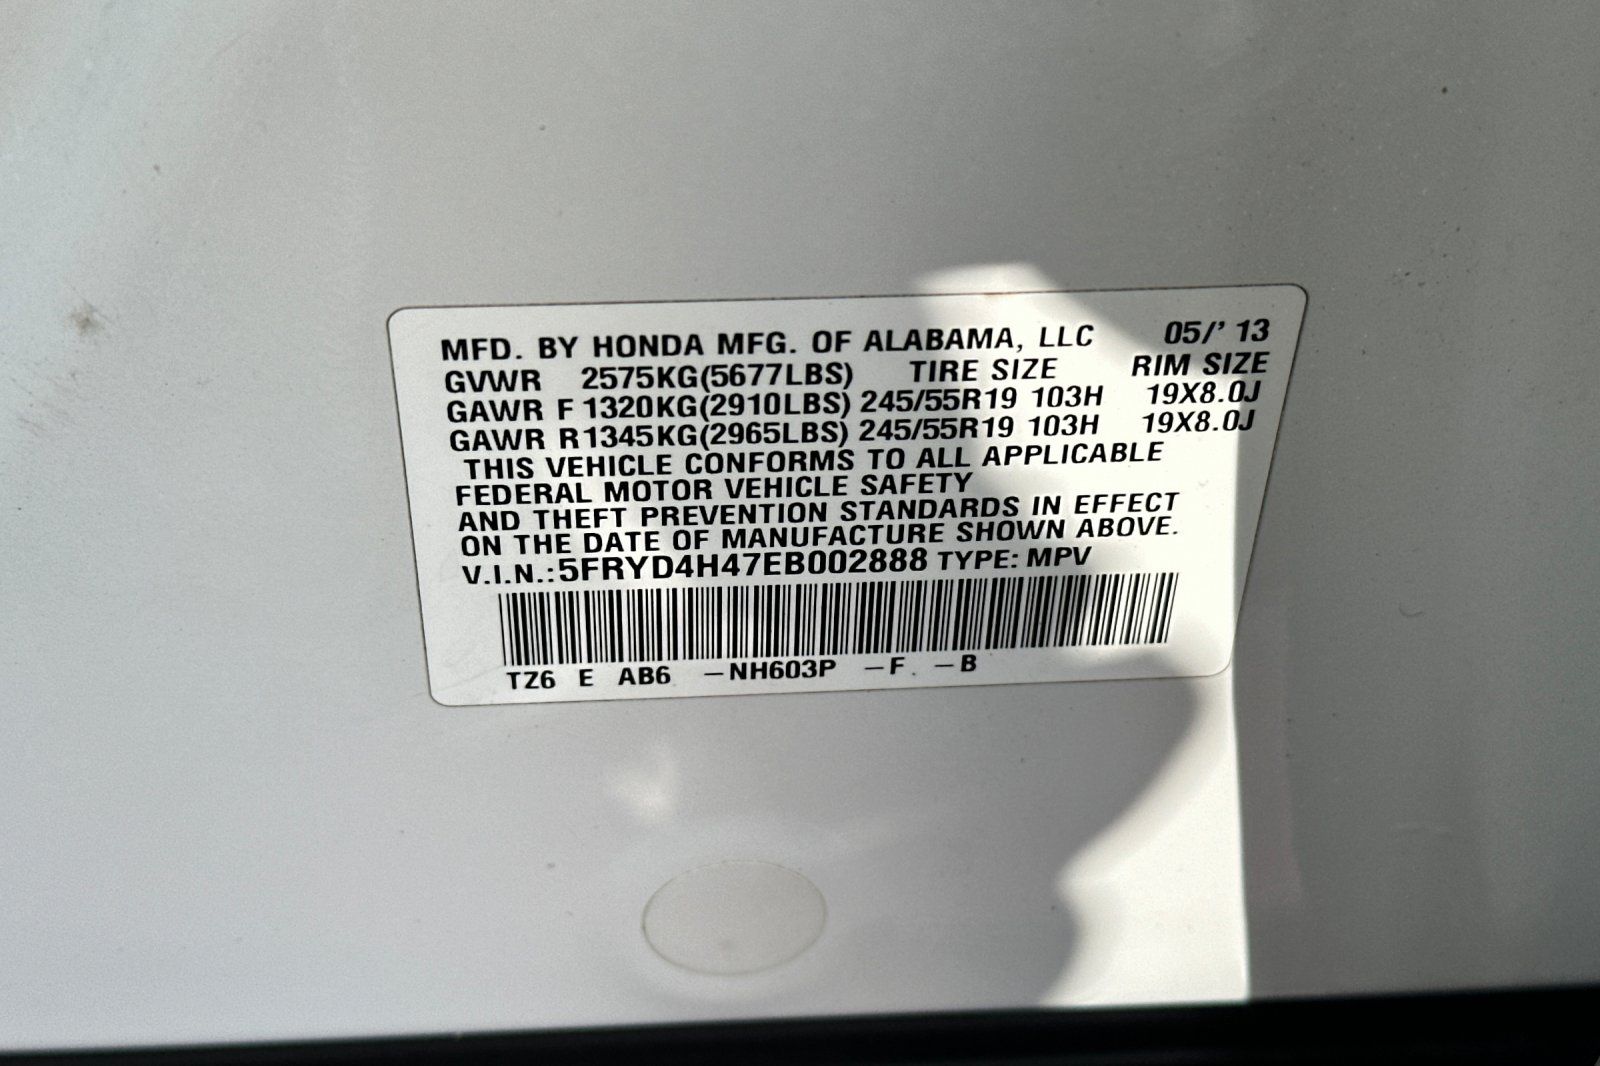 MFD. BY HONDA MFG. OF ALABAMA, LLC 05/' 13
GVWR 2575KG(5677LBS) TIRE SIZE RIM SIZE
GAWR F 1320KG(2910LBS) 245/55R19 103H 19X8.0J
GAWR R 1345KG(2965LBS) 245/55R19 103H 19X8.0J
THIS VEHICLE CONFORMS TO ALL APPLICABLE
FEDERAL MOTOR VEHICLE SAFETY
AND THEFT PREVENTION STANDARDS IN EFFECT
ON THE DATE OF MANUFACTURE SHOWN ABOVE.
V.I.N.: 5FRYD4H47EB002888 TYPE: MPV
TZ6 E AB6 -NH603P -F. -B